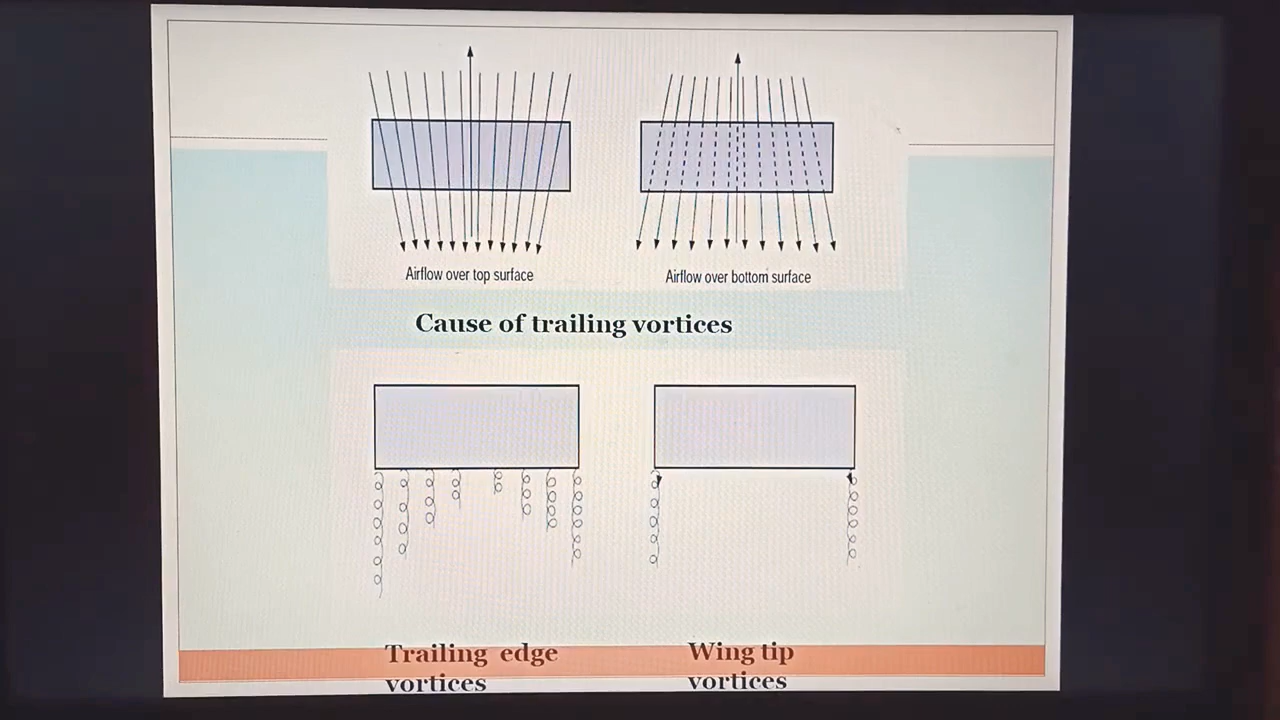 Airflow over top surface
Airflow over bottom surface
Cause of trailing vortices
Trailing edge
vortices
Wing tip
vortices